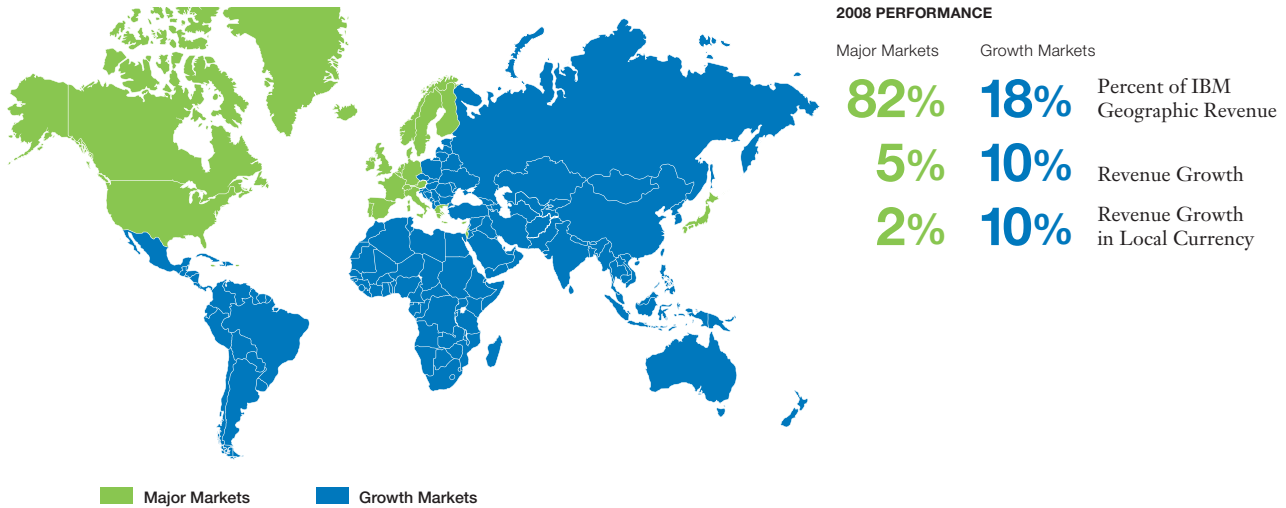 2008 PERFORMANCE
Major Markets Growth Markets
82% 18% Percent of IBM
Geographic Revenue
5% 10% Revenue Growth
2% 10% Revenue Growth
in Local Currency
Major Markets Growth Markets